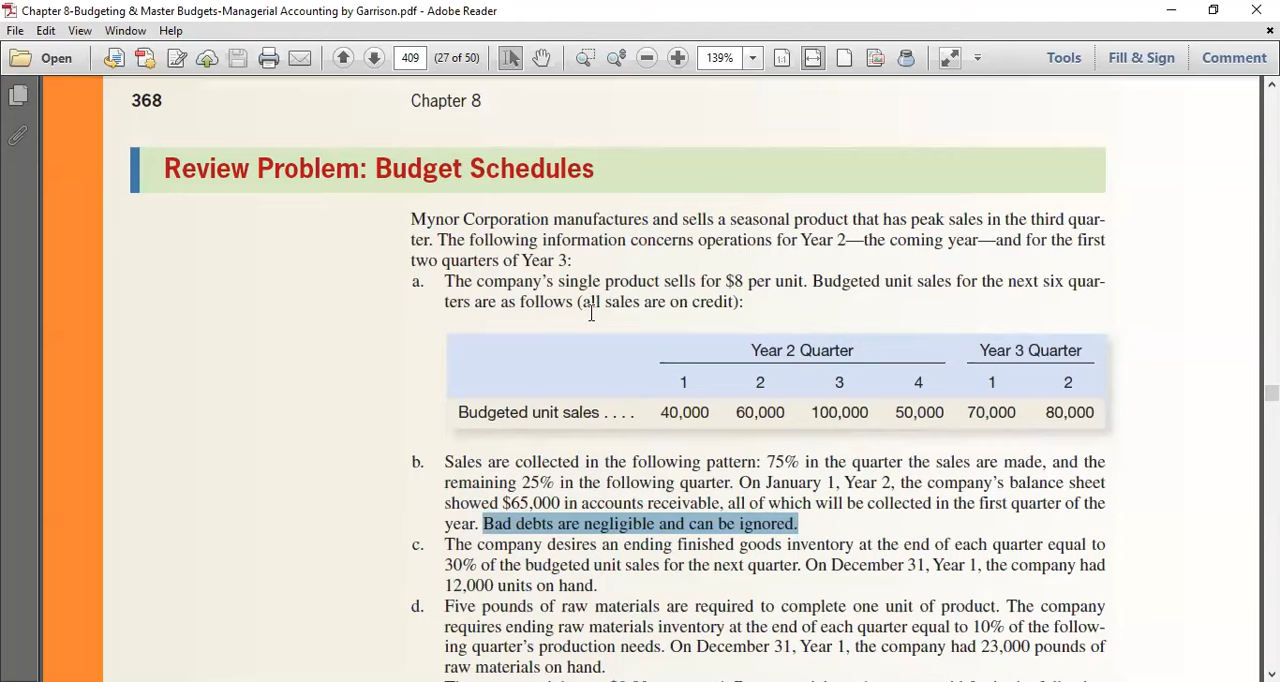 Chapter 8-Budgeting & Master Budgets-Managerial Accounting by Garrison.pdf - Adobe Reader
File Edit View Window Help
Open 409 (27 of 50) 139% Tools Fill & Sign Comment
368 Chapter 8
Review Problem: Budget Schedules
Mynor Corporation manufactures and sells a seasonal product that has peak sales in the third quar-
ter. The following information concerns operations for Year 2—the coming year—and for the first
two quarters of Year 3:
a. The company's single product sells for $8 per unit. Budgeted unit sales for the next six quar-
ters are as follows (all sales are on credit):
Year 2 Quarter Year 3 Quarter
1 2 3 4 1 2
Budgeted unit sales . . . . 40,000 60,000 100,000 50,000 70,000 80,000
b. Sales are collected in the following pattern: 75% in the quarter the sales are made, and the
remaining 25% in the following quarter. On January 1, Year 2, the company's balance sheet
showed $65,000 in accounts receivable, all of which will be collected in the first quarter of the
year. Bad debts are negligible and can be ignored.
c. The company desires an ending finished goods inventory at the end of each quarter equal to
30% of the budgeted unit sales for the next quarter. On December 31, Year 1, the company had
12,000 units on hand.
d. Five pounds of raw materials are required to complete one unit of product. The company
requires ending raw materials inventory at the end of each quarter equal to 10% of the follow-
ing quarter's production needs. On December 31, Year 1, the company had 23,000 pounds of
raw materials on hand.